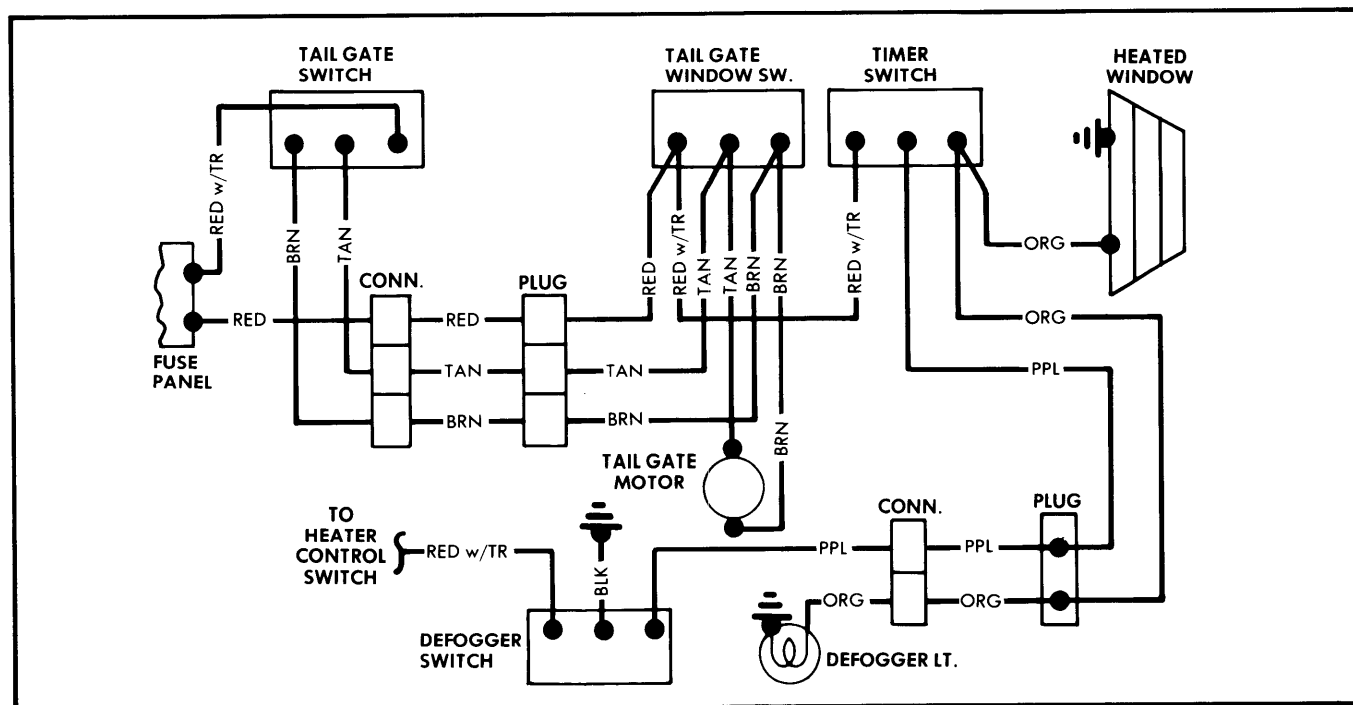 TAIL GATE
SWITCH
TAIL GATE
WINDOW SW.
TIMER
SWITCH
HEATED
WINDOW
RED w/TR
BRN
TAN
CONN.
PLUG
RED
RED w/TR
TAN
TAN
BRN
BRN
RED w/TR
ORG
RED
RED
ORG
FUSE
PANEL
TAN
TAN
PPL
BRN
BRN
BRN
TAIL GATE
MOTOR
TO
HEATER
CONTROL
SWITCH
RED w/TR
BLK
CONN.
PLUG
PPL
PPL
ORG
ORG
DEFOGGER
SWITCH
DEFOGGER LT.